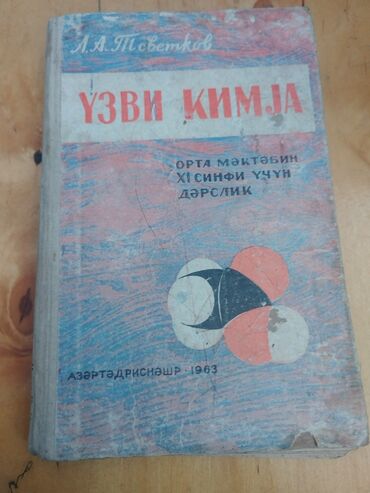 Л.А.Тсветков
ҮЗВИ КИМЈА
ОРТА МӘКТӘБИН
XI СИНФИ ҮЧҮН
ДӘРСЛИК
АЗӘРТӘДРИСНӘШР · 1963